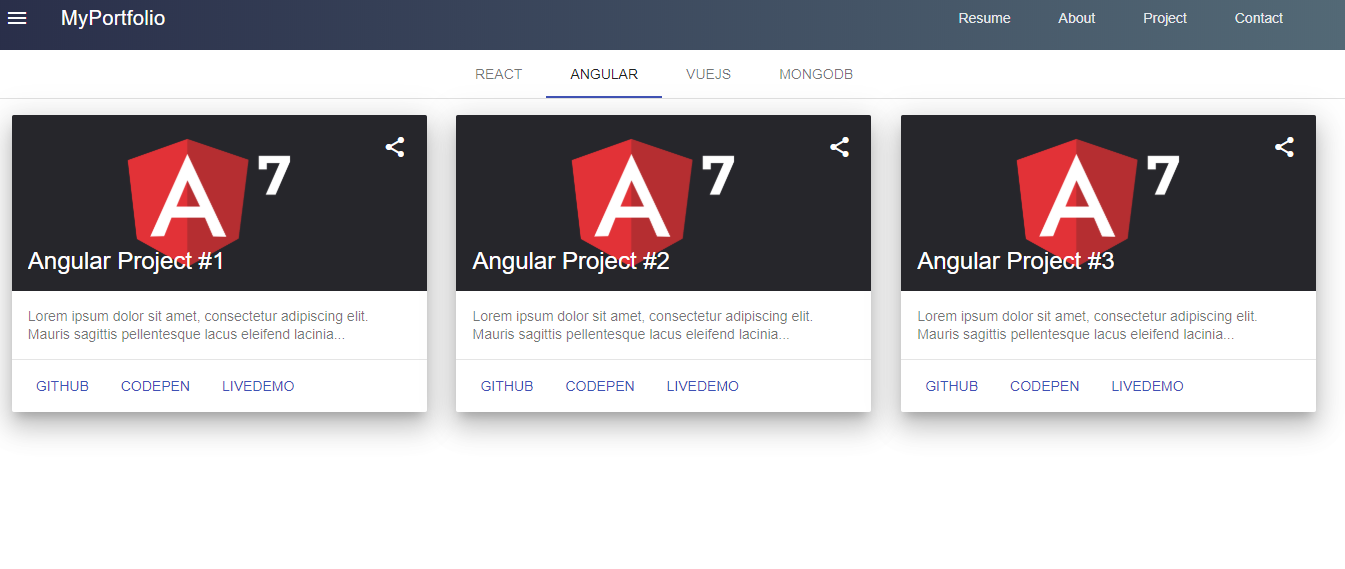 MyPortfolio Resume About Project Contact
REACT ANGULAR VUEJS MONGODB
A 7
Angular Project #1
Lorem ipsum dolor sit amet, consectetur adipiscing elit.
Mauris sagittis pellentesque lacus eleifend lacinia...
GITHUB CODEPEN LIVEDEMO
A 7
Angular Project #2
Lorem ipsum dolor sit amet, consectetur adipiscing elit.
Mauris sagittis pellentesque lacus eleifend lacinia...
GITHUB CODEPEN LIVEDEMO
A 7
Angular Project #3
Lorem ipsum dolor sit amet, consectetur adipiscing elit.
Mauris sagittis pellentesque lacus eleifend lacinia...
GITHUB CODEPEN LIVEDEMO